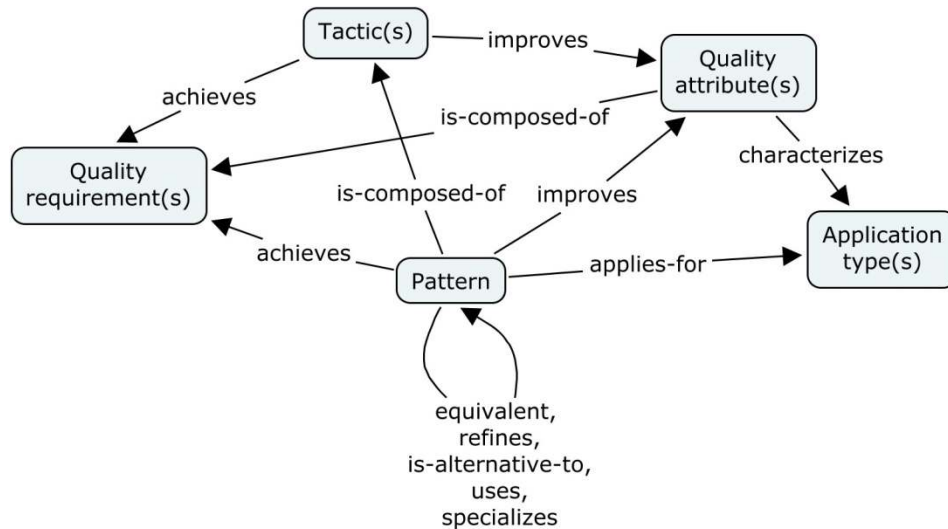 Tactic(s)
improves
Quality
attribute(s)
achieves
is-composed-of
characterizes
Quality
requirement(s)
is-composed-of
improves
Application
type(s)
achieves
applies-for
Pattern
equivalent,
refines,
is-alternative-to,
uses,
specializes